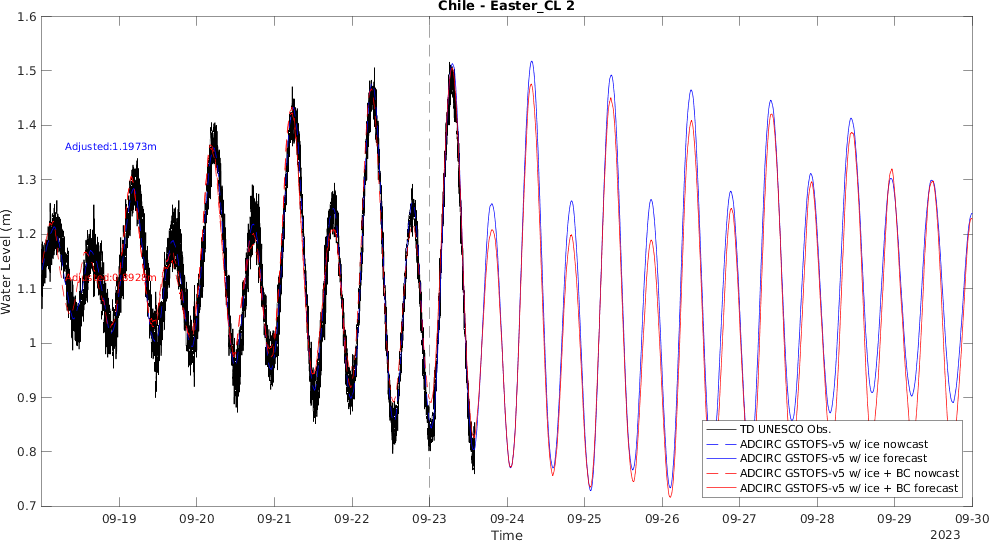 Chile - Easter_CL 2
1.6
1.5
1.4
1.3
1.2
1.1
1
0.9
0.8
0.7
Water Level (m)
Adjusted:1.1973m
TD UNESCO Obs.
ADCIRC GSTOFS-v5 w/ ice nowcast
ADCIRC GSTOFS-v5 w/ ice forecast
ADCIRC GSTOFS-v5 w/ ice + BC nowcast
ADCIRC GSTOFS-v5 w/ ice + BC forecast
09-19 09-20 09-21 09-22 09-23 09-24 09-25 09-26 09-27 09-28 09-29 09-30
Time
2023